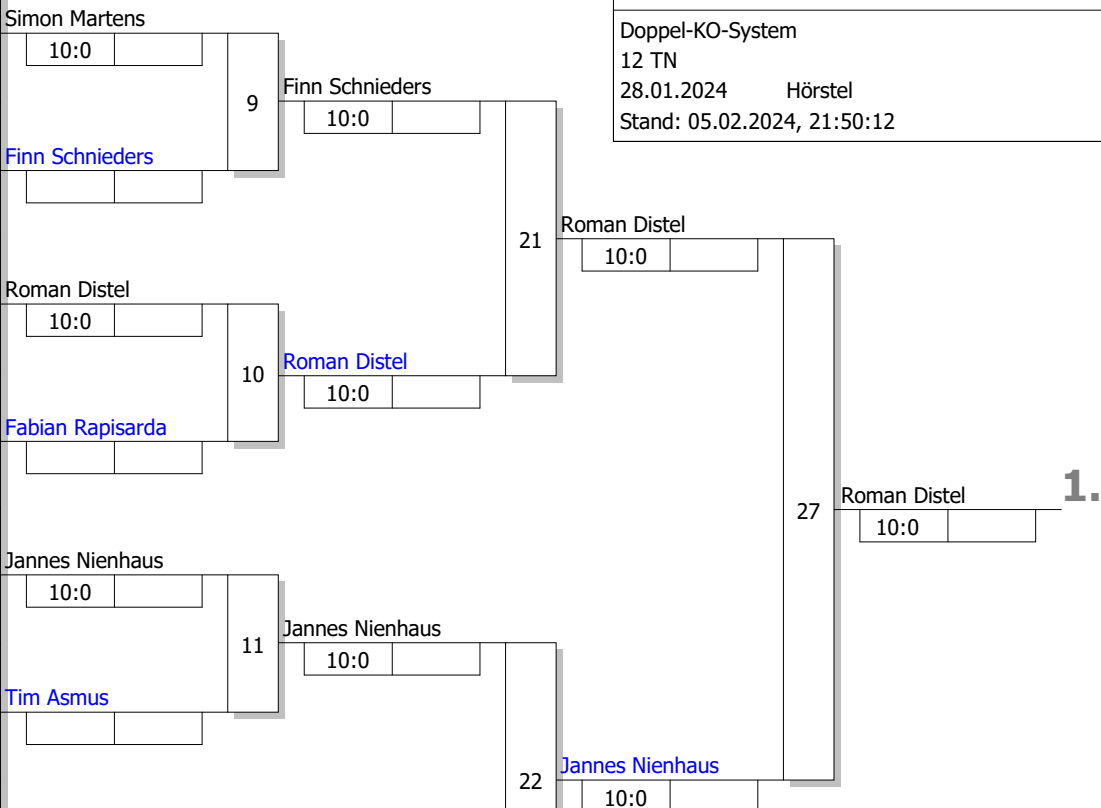 Simon Martens
10:0
9
Finn Schnieders
10:0
Finn Schnieders
Doppel-KO-System
12 TN
28.01.2024 Hörstel
Stand: 05.02.2024, 21:50:12
21
Roman Distel
10:0
Roman Distel
10:0
10
Roman Distel
10:0
Fabian Rapisarda
27
Roman Distel
10:0
1.
Jannes Nienhaus
10:0
11
Jannes Nienhaus
10:0
Tim Asmus
22
Jannes Nienhaus
10:0